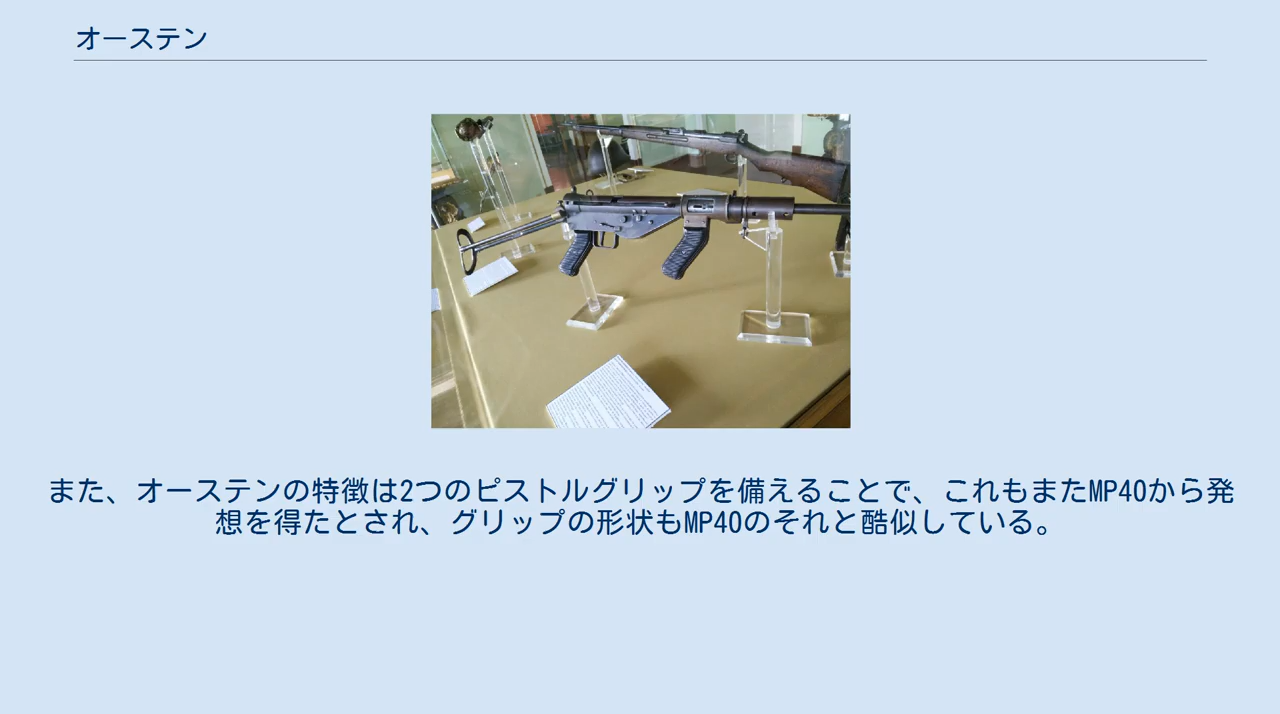 オーステン
また、オーステンの特徴は2つのピストルグリップを備えることで、これもまたMP40から発
想を得たとされ、グリップの形状もMP40のそれと酷似している。